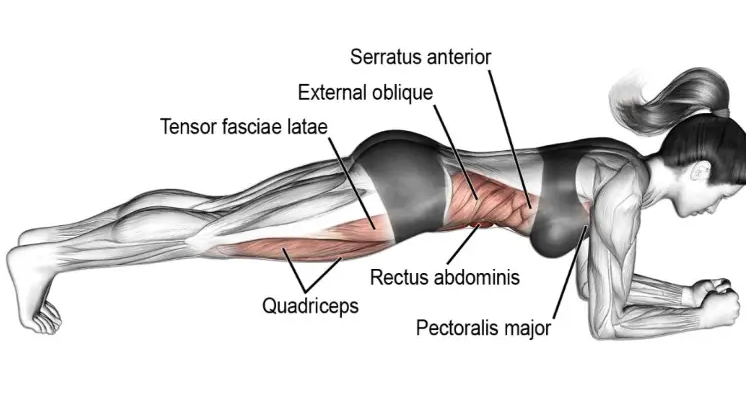 Serratus anterior
External oblique
Tensor fasciae latae
Rectus abdominis
Quadriceps
Pectoralis major